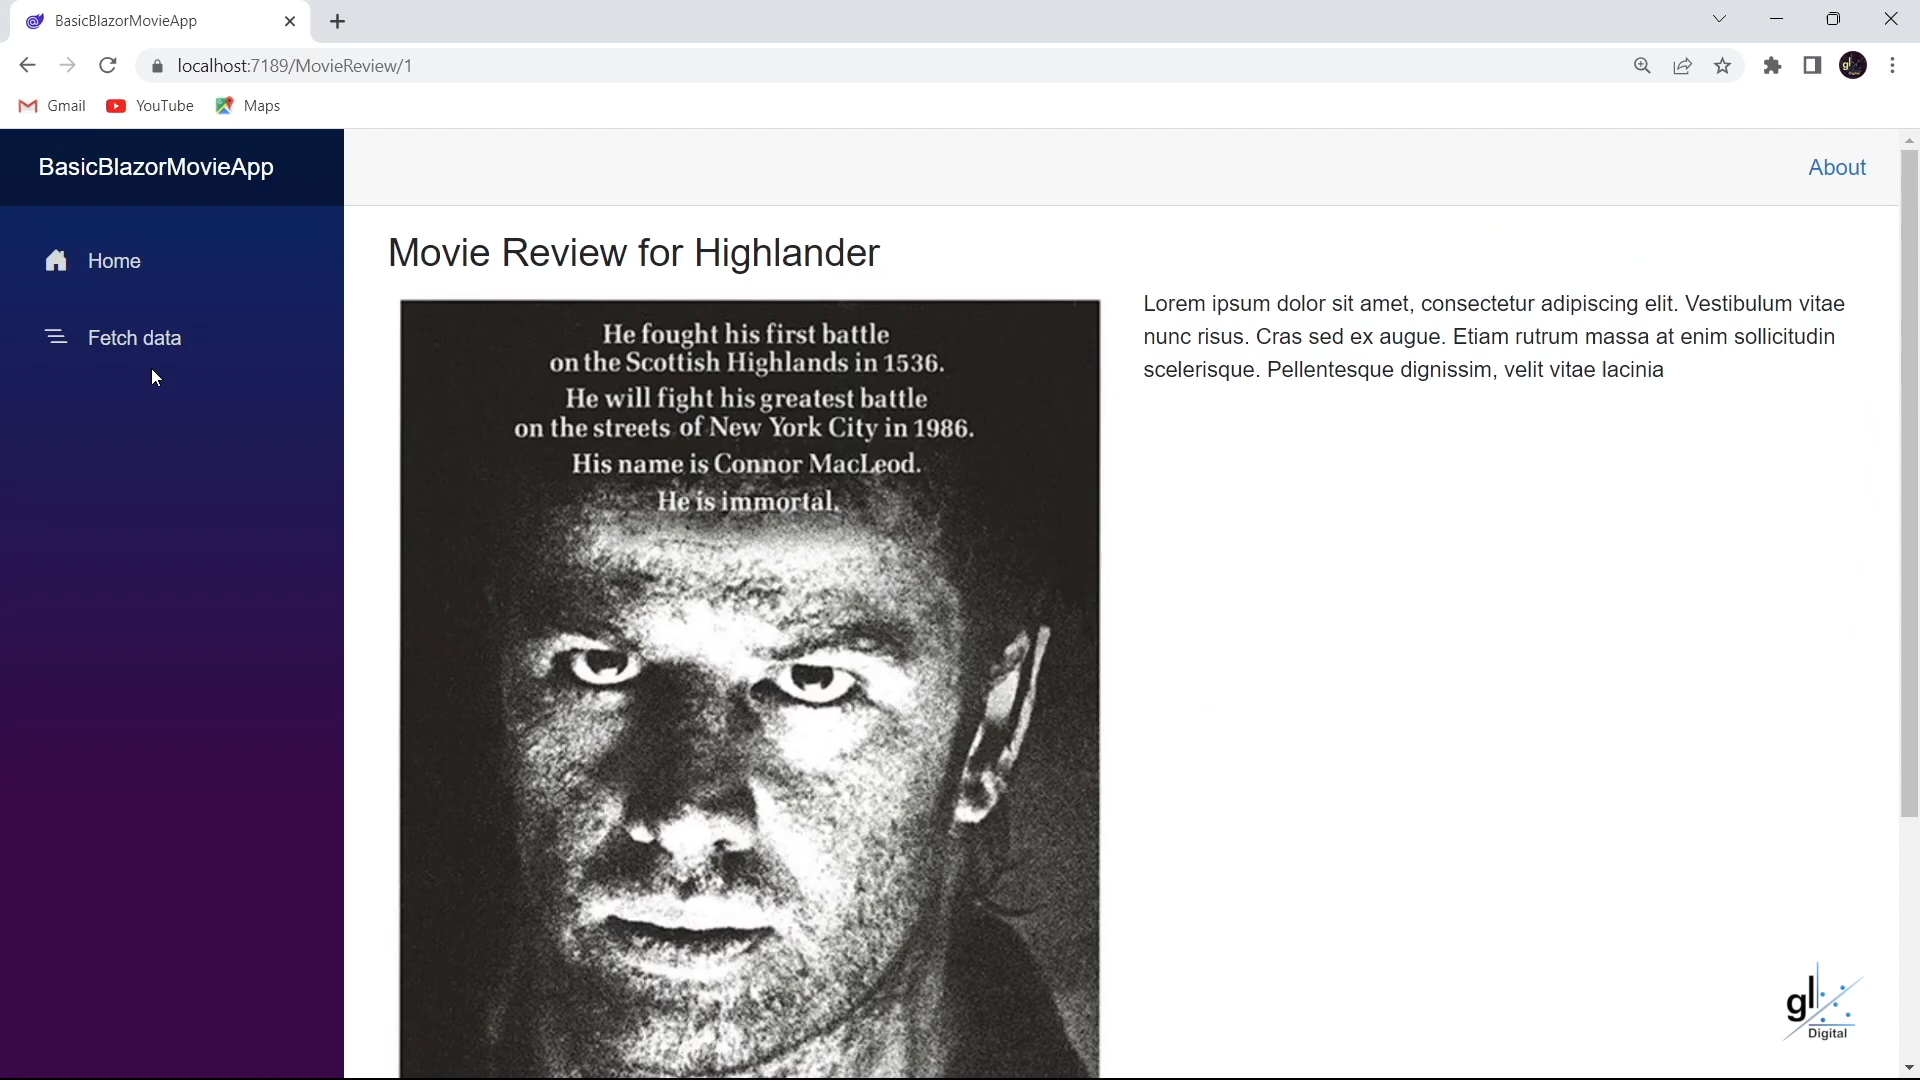 BasicBlazorMovieApp
localhost:7189/MovieReview/1
Gmail
YouTube
Maps
BasicBlazorMovieApp
About
Home
Fetch data
Movie Review for Highlander
He fought his first battle
on the Scottish Highlands in 1536.
He will fight his greatest battle
on the streets of New York City in 1986.
His name is Connor MacLeod.
He is immortal.
Lorem ipsum dolor sit amet, consectetur adipiscing elit. Vestibulum vitae
nunc risus. Cras sed ex augue. Etiam rutrum massa at enim sollicitudin
scelerisque. Pellentesque dignissim, velit vitae lacinia
gl
Digital